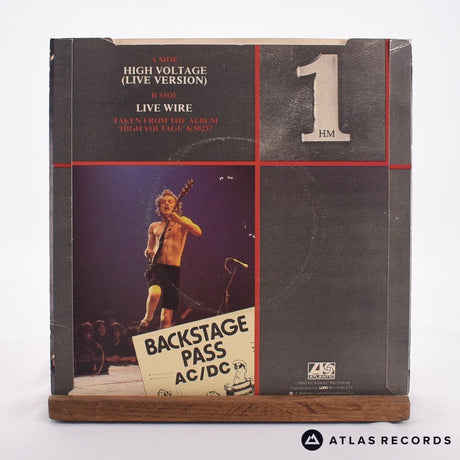 A SIDE
HIGH VOLTAGE
(LIVE VERSION)
B SIDE
LIVE WIRE
TAKEN FROM THE ALBUM
'HIGH VOLTAGE' K50257
1
HM
BACKSTAGE
PASS
AC/DC
ATLANTIC
ATLAS RECORDS